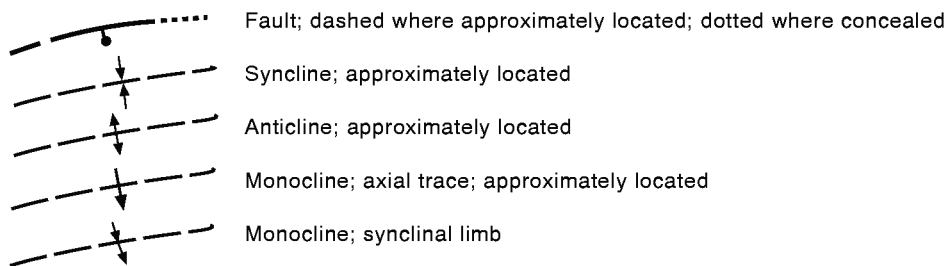 Fault; dashed where approximately located; dotted where concealed
Syncline; approximately located
Anticline; approximately located
Monocline; axial trace; approximately located
Monocline; synclinal limb